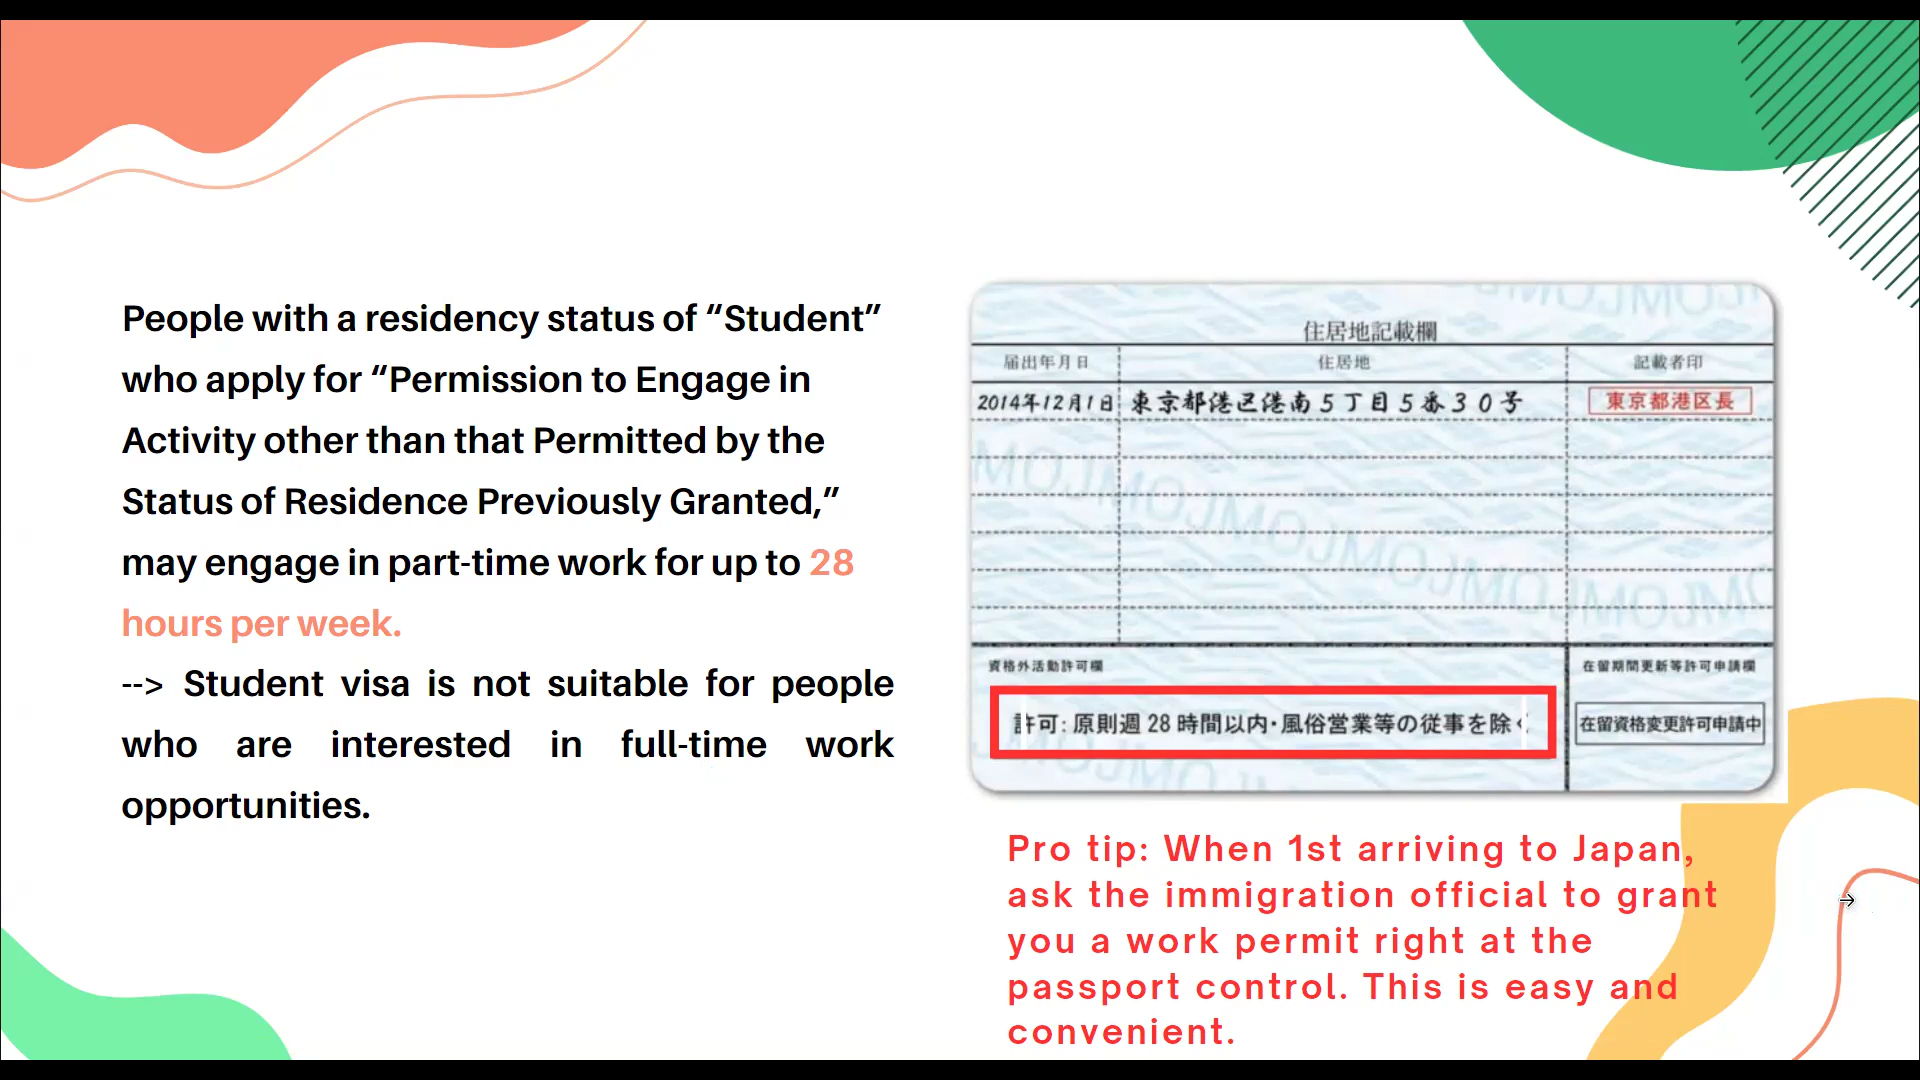 People with a residency status of “Student”
who apply for “Permission to Engage in
Activity other than that Permitted by the
Status of Residence Previously Granted,”
may engage in part-time work for up to 28
hours per week.
--> Student visa is not suitable for people
who are interested in full-time work
opportunities.
住居地記載欄
届出年月日 住居地 記載者印
2014年12月1日 東京都港区港南5丁目5番30号 東京都港区長
MOJMOJMOJMOJMOJMOJMOJ
資格外活動許可欄 在留期間更新等許可申請欄
許可: 原則週 28 時間以内・風俗営業等の従事を除く
在留資格変更許可申請中
Pro tip: When 1st arriving to Japan,
ask the immigration official to grant
you a work permit right at the
passport control. This is easy and
convenient.